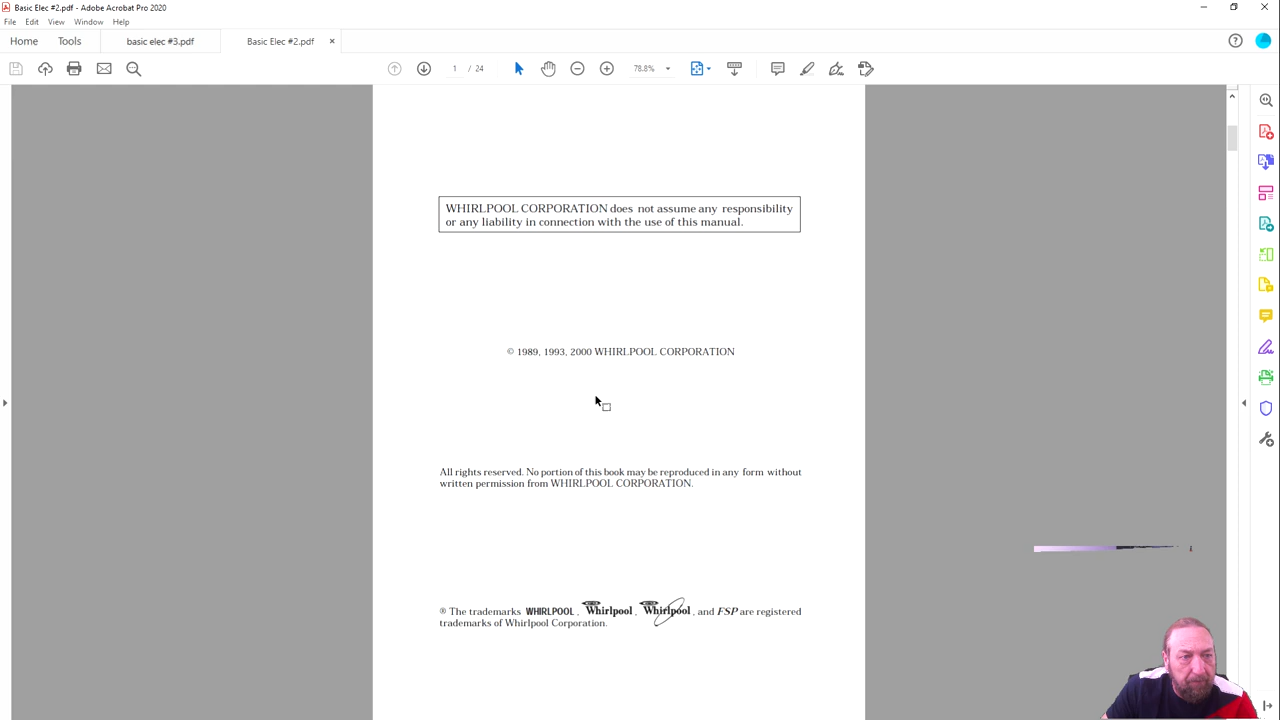 Basic Elec #2.pdf - Adobe Acrobat Pro 2020
File Edit View Window Help
Home Tools basic elec #3.pdf Basic Elec #2.pdf ×
1 / 24 78.8%
WHIRLPOOL CORPORATION does not assume any responsibility
or any liability in connection with the use of this manual.
© 1989, 1993, 2000 WHIRLPOOL CORPORATION
All rights reserved. No portion of this book may be reproduced in any form without
written permission from WHIRLPOOL CORPORATION.
® The trademarks WHIRLPOOL, Whirlpool, Whirlpool, and FSP are registered
trademarks of Whirlpool Corporation.